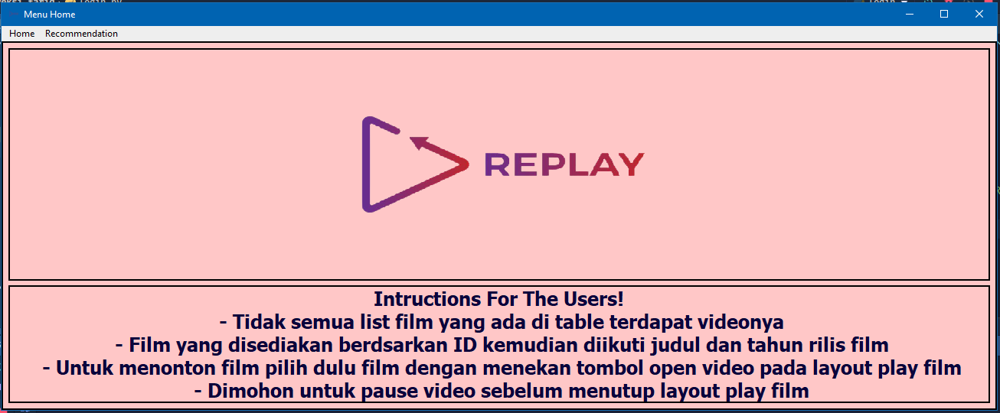 Menu Home
Home Recommendation
REPLAY
Intructions For The Users!
- Tidak semua list film yang ada di table terdapat videonya
- Film yang disediakan berdsarkan ID kemudian diikuti judul dan tahun rilis film
- Untuk menonton film pilih dulu film dengan menekan tombol open video pada layout play film
- Dimohon untuk pause video sebelum menutup layout play film